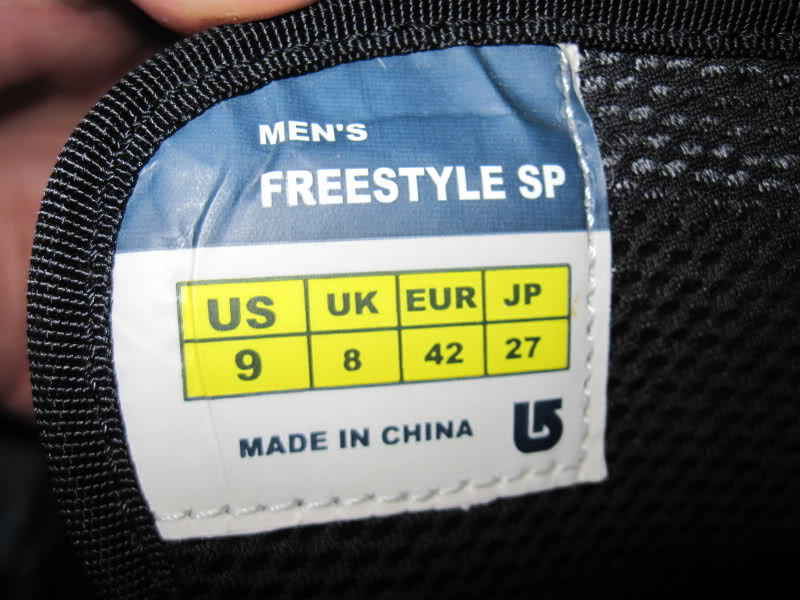 MEN'S
FREESTYLE SP
US UK EUR JP
9 8 42 27
MADE IN CHINA